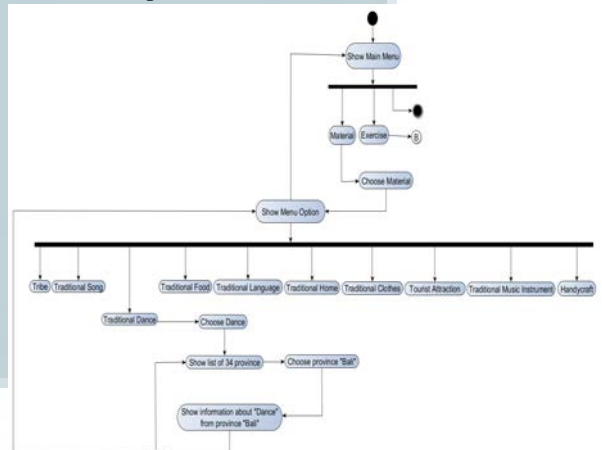 Show Main Menu
Material
Exercise
B
Choose Material
Show Menu Option
Tribe
Traditional Song
Traditional Food
Traditional Language
Traditional Home
Traditional Clothes
Tourist Attraction
Traditional Music Instrument
Handycraft
Traditional Dance
Choose Dance
Show list of 34 province
Choose province "Bali"
Show information about "Dance"
from province "Bali"